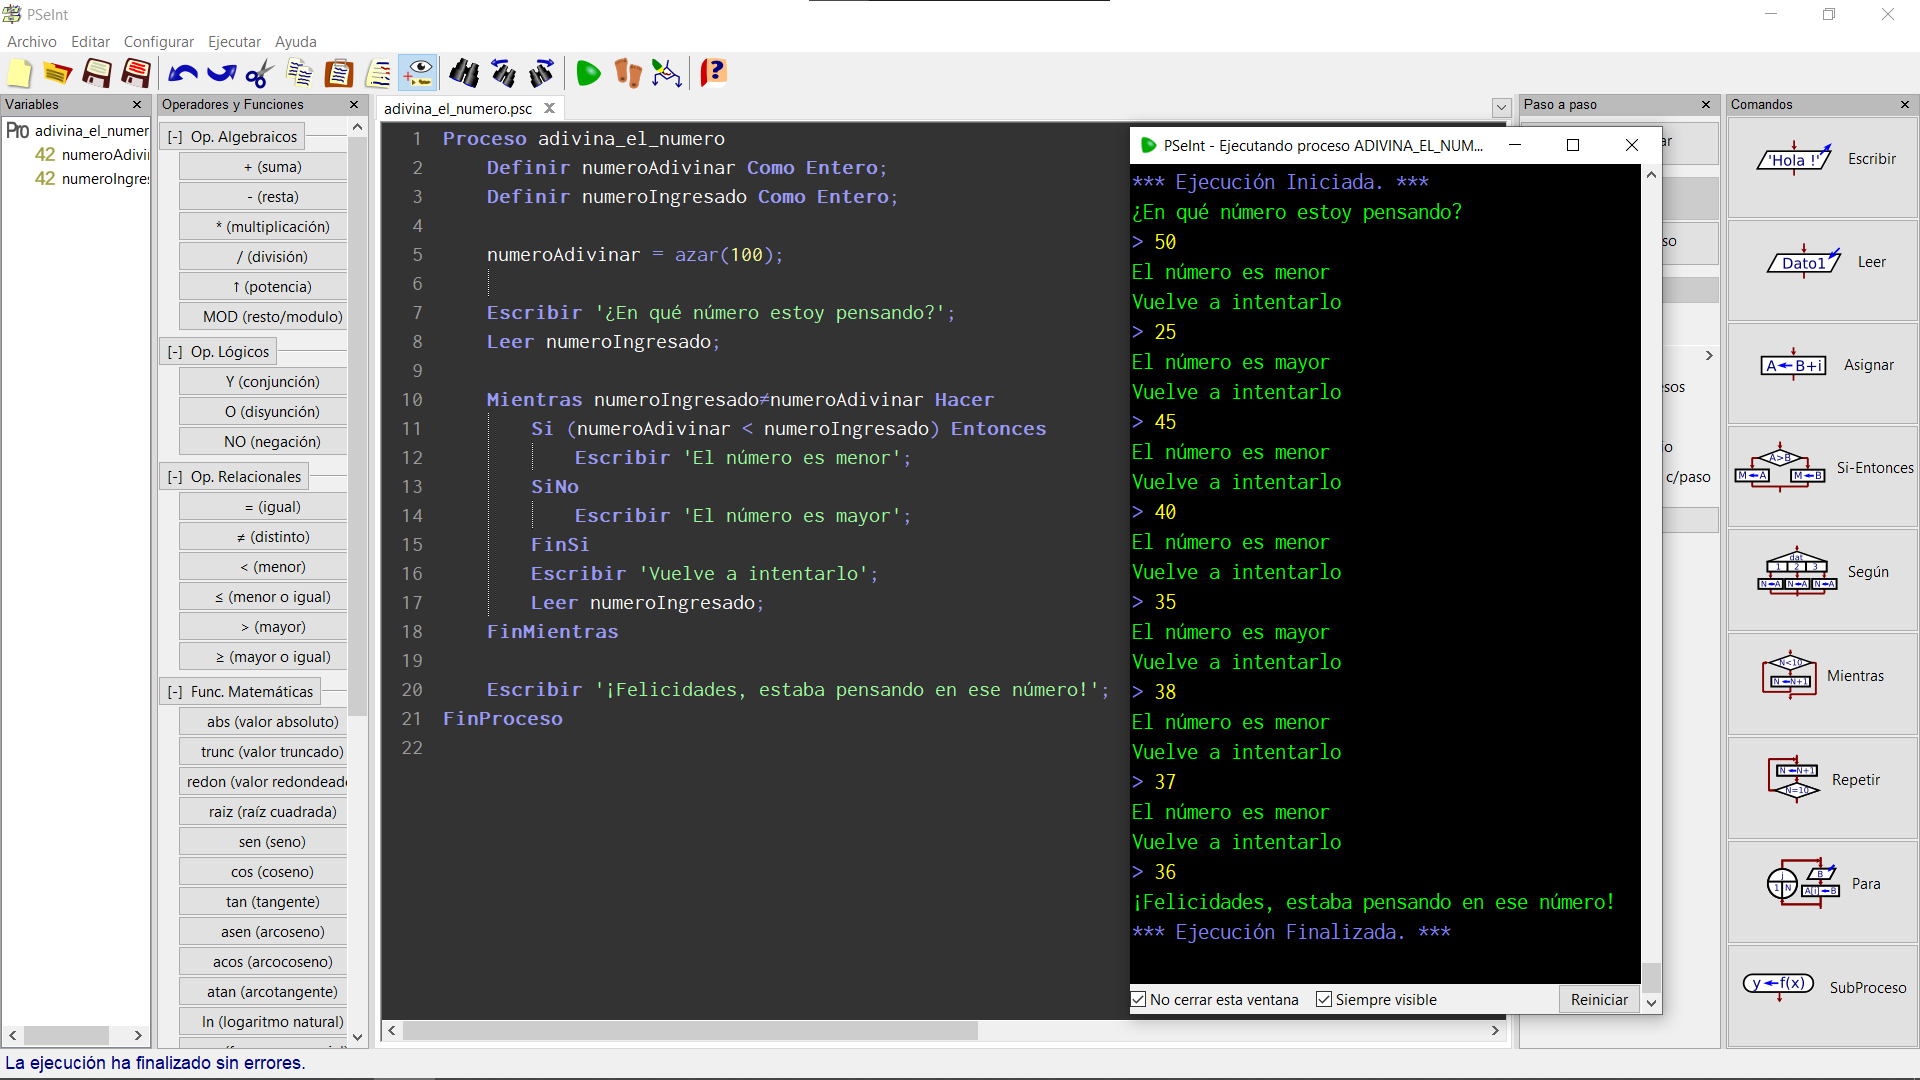 PSeInt
Archivo Editar Configurar Ejecutar Ayuda
Variables
Pro adivina_el_numer
42 numeroAdivi
42 numeroIngre
Operadores y Funciones
[-] Op. Algebraicos
+ (suma)
- (resta)
* (multiplicación)
/ (división)
↑ (potencia)
MOD (resto/modulo)
[-] Op. Lógicos
Y (conjunción)
O (disyunción)
NO (negación)
[-] Op. Relacionales
= (igual)
≠ (distinto)
< (menor)
≤ (menor o igual)
> (mayor)
≥ (mayor o igual)
[-] Func. Matemáticas
abs (valor absoluto)
trunc (valor truncado)
redon (valor redondeado
raiz (raíz cuadrada)
sen (seno)
cos (coseno)
tan (tangente)
asen (arcoseno)
acos (arcocoseno)
atan (arcotangente)
ln (logaritmo natural)
adivina_el_numero.psc
1 Proceso adivina_el_numero
2 Definir numeroAdivinar Como Entero;
3 Definir numeroIngresado Como Entero;
4
5 numeroAdivinar = azar(100);
6
7 Escribir '¿En qué número estoy pensando?';
8 Leer numeroIngresado;
9
10 Mientras numeroIngresado≠numeroAdivinar Hacer
11 Si (numeroAdivinar < numeroIngresado) Entonces
12 Escribir 'El número es menor';
13 SiNo
14 Escribir 'El número es mayor';
15 FinSi
16 Escribir 'Vuelve a intentarlo';
17 Leer numeroIngresado;
18 FinMientras
19
20 Escribir '¡Felicidades, estaba pensando en ese número!';
21 FinProceso
22
PSeInt - Ejecutando proceso ADIVINA_EL_NUM...
*** Ejecución Iniciada. ***
¿En qué número estoy pensando?
> 50
El número es menor
Vuelve a intentarlo
> 25
El número es mayor
Vuelve a intentarlo
> 45
El número es menor
Vuelve a intentarlo
> 40
El número es menor
Vuelve a intentarlo
> 35
El número es mayor
Vuelve a intentarlo
> 38
El número es menor
Vuelve a intentarlo
> 37
El número es menor
Vuelve a intentarlo
> 36
¡Felicidades, estaba pensando en ese número!
*** Ejecución Finalizada. ***
No cerrar esta ventana Siempre visible Reiniciar
Paso a paso
ar
so
esos
io
c/paso
Comandos
'Hola !' Escribir
Dato1 Leer
A←B+i Asignar
A>B M←A M←B Si-Entonces
dat 1 2 3 N←A N←A N←A Según
N<10 N←N+1 Mientras
N←N+1 N=10 Repetir
i 1 N B A[i]←B Para
y←f(x) SubProceso
La ejecución ha finalizado sin errores.